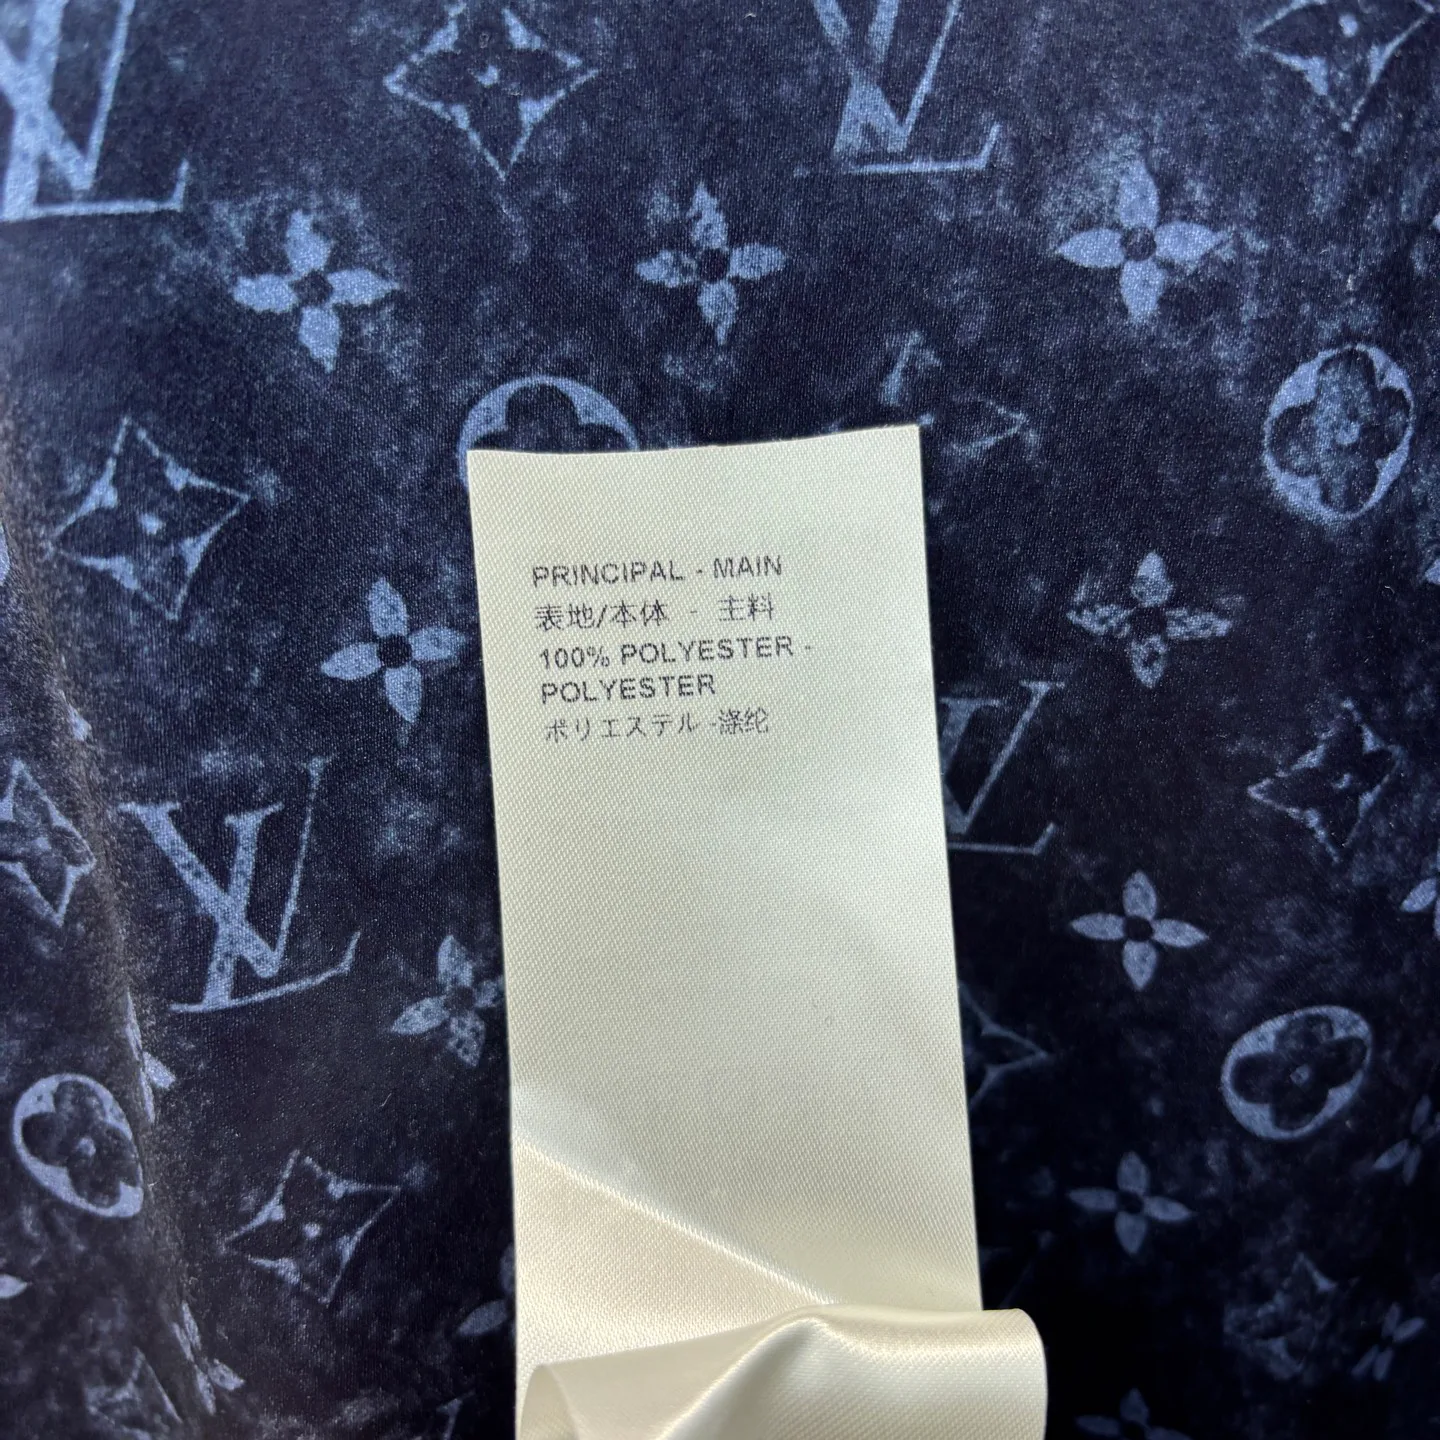 PRINCIPAL - MAIN
表地/本体 - 主料
100% POLYESTER -
POLYESTER
ポリエステル -涤纶